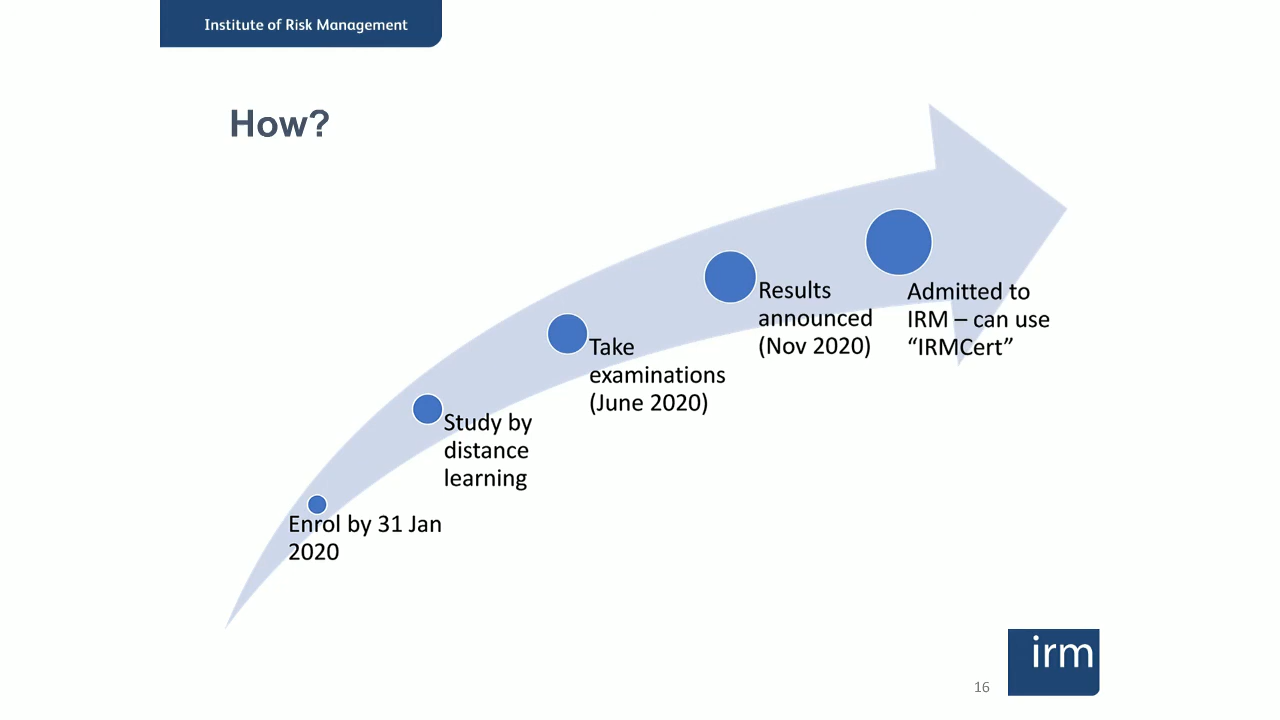 Institute of Risk Management
How?
Enrol by 31 Jan
2020
Study by
distance
learning
Take
examinations
(June 2020)
Results
announced
(Nov 2020)
Admitted to
IRM – can use
“IRMCert”
16
irm